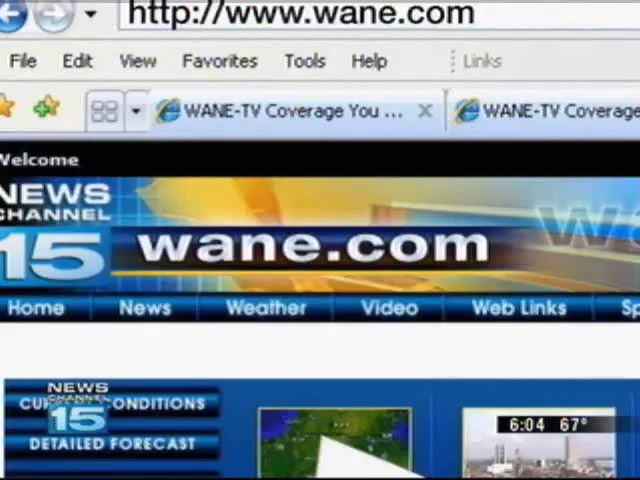 http://www.wane.com
File Edit View Favorites Tools Help Links
WANE-TV Coverage You ... WANE-TV Coverage
Welcome
NEWS
CHANNEL
15 wane.com
Home News Weather Video Web Links Sp
NEWS
CHANNEL
15
CONDITIONS
DETAILED FORECAST
6:04 67°